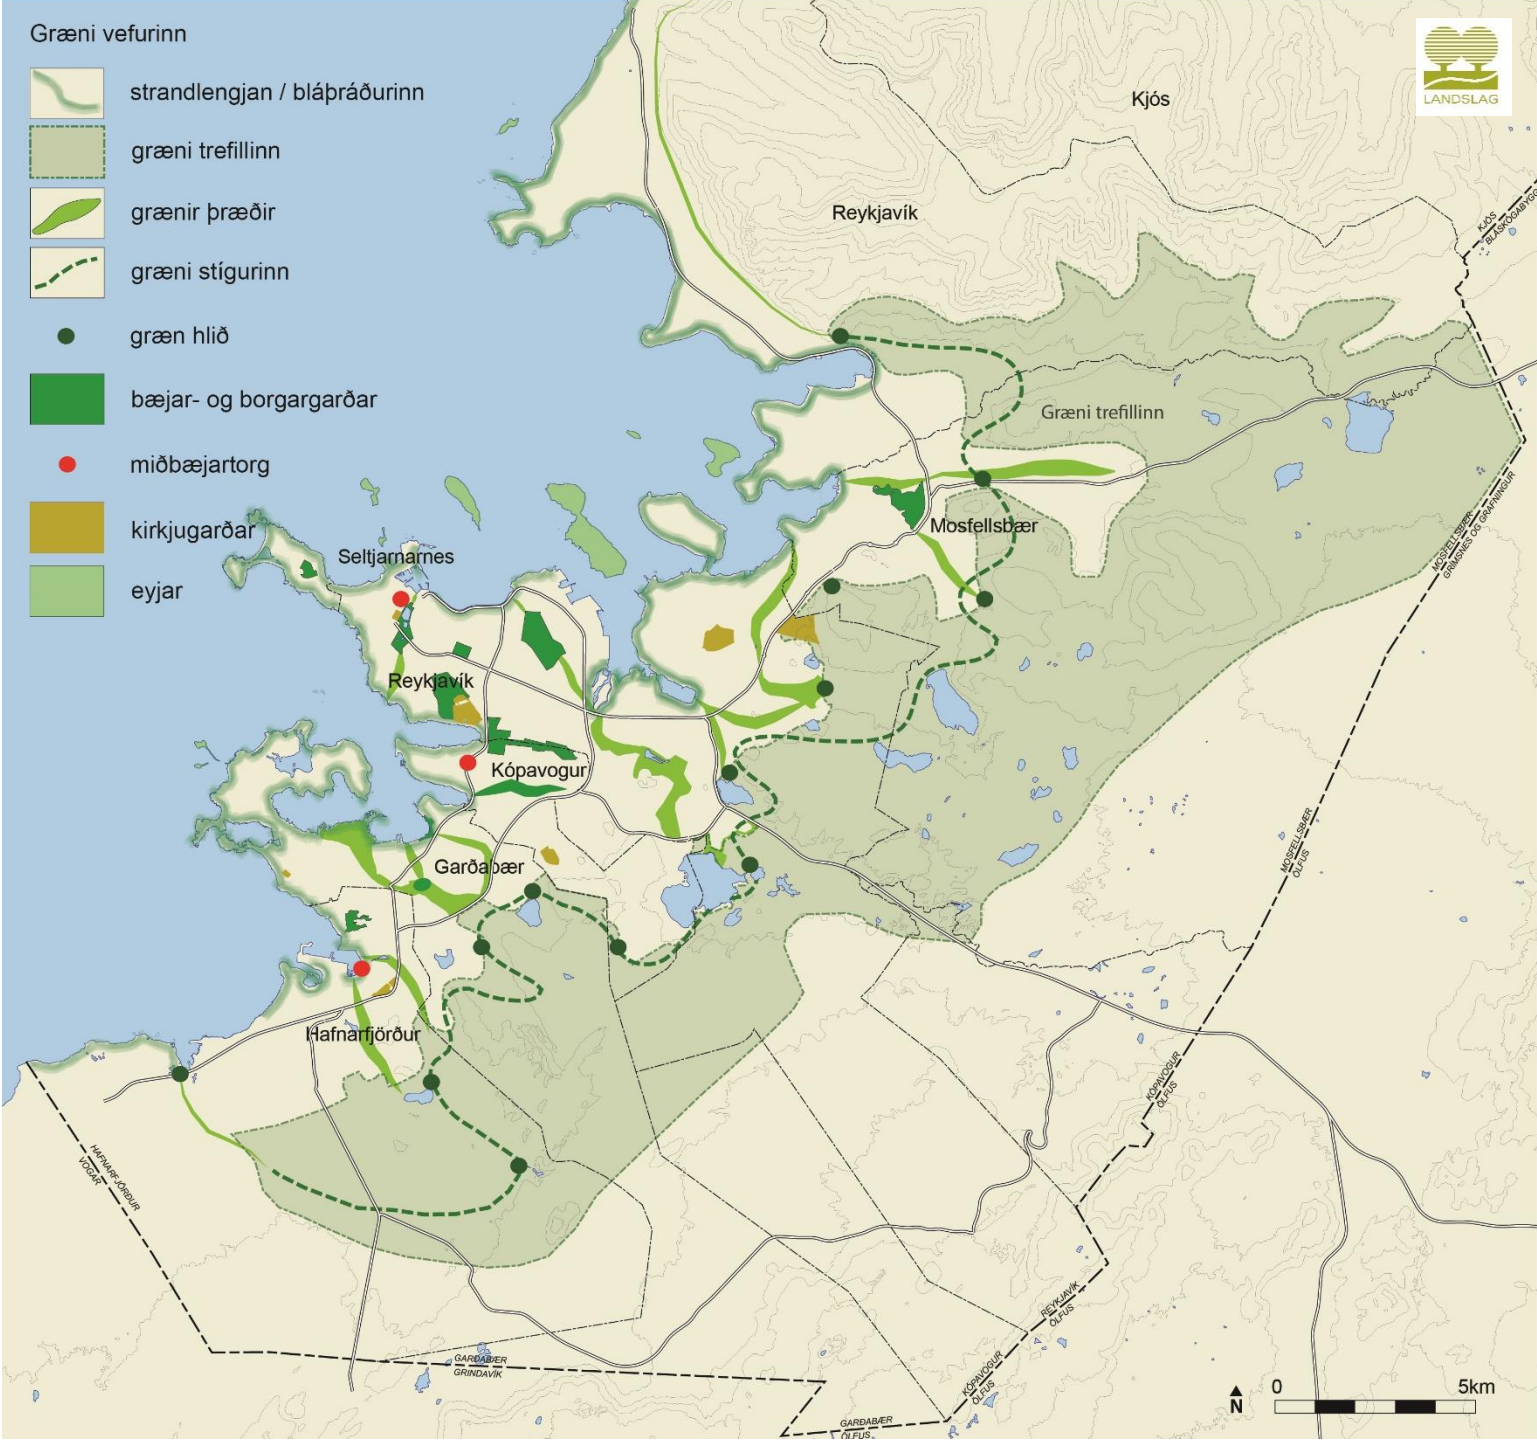 Græni vefurinn
strandlengjan / bláþráðurinn
græni trefillinn
grænir þræðir
græni stígurinn
græn hlið
bæjar- og borgargarðar
miðbæjartorg
kirkjugarðar
eyjar
LANDSLAG
Kjós
Reykjavík
KJÓS
BLÁSKÓGABYGG
Græni trefillinn
Mosfellsbær
MOSFELLSBÆR
GRÍMSNES OG GRAFNINGUR
Seltjarnarnes
Reykjavík
Kópavogur
Garðabær
MOSFELLSBÆR
ÖLFUS
Hafnarfjörður
KÓPAVOGUR
ÖLFUS
HAFNARFJÖRÐUR
VOGAR
REYKJAVÍK
ÖLFUS
GARÐABÆR
GRINDAVÍK
KÓPAVOGUR
ÖLFUS
GARÐABÆR
ÖLFUS
N
0 5km